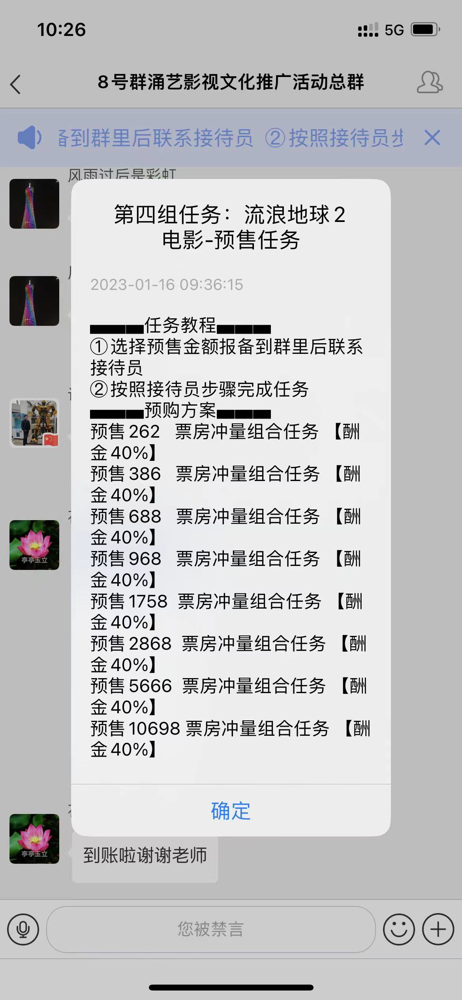 10:26
5G
8号群涌艺影视文化推广活动总群
备到群里后联系接待员 ②按照接待员步
风雨过后是彩虹
第四组任务：流浪地球2
电影-预售任务
2023-01-16 09:36:15
▅▅▅任务教程▅▅▅
①选择预售金额报备到群里后联系
接待员
②按照接待员步骤完成任务
▅▅▅预购方案▅▅▅
预售262 票房冲量组合任务 【酬
金40%】
预售386 票房冲量组合任务 【酬
金40%】
预售688 票房冲量组合任务 【酬
金40%】
预售968 票房冲量组合任务 【酬
金40%】
预售1758 票房冲量组合任务 【酬
金40%】
预售2868 票房冲量组合任务 【酬
金40%】
预售5666 票房冲量组合任务 【酬
金40%】
预售10698 票房冲量组合任务 【酬
金40%】
确定
亭亭玉立
亭亭玉立
到账啦谢谢老师
您被禁言